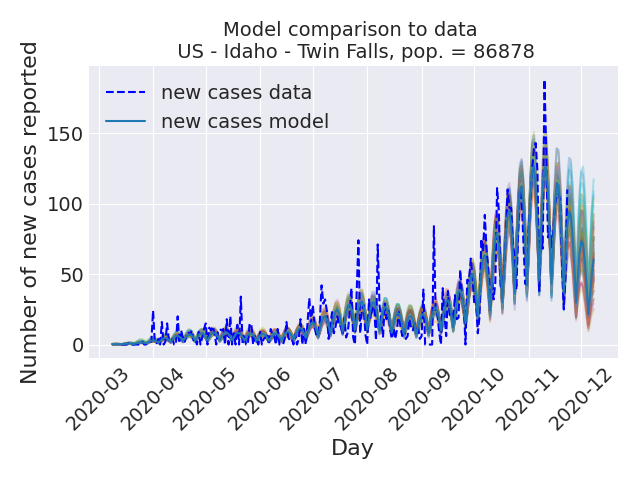 Model comparison to data
US - Idaho - Twin Falls, pop. = 86878
Number of new cases reported
new cases data
new cases model
150
100
50
0
2020-03
2020-04
2020-05
2020-06
2020-07
2020-08
2020-09
2020-10
2020-11
2020-12
Day